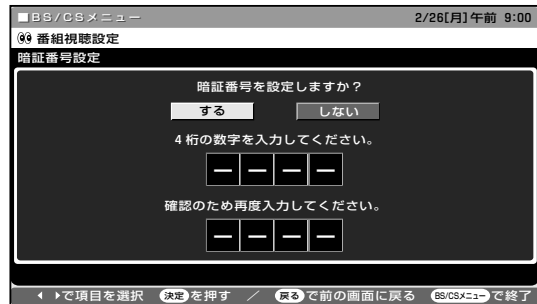 ■BS/CSメニュー 2/26[月]午前 9:00
番組視聴設定
暗証番号設定
暗証番号を設定しますか？
する しない
4桁の数字を入力してください。
－ － － －
確認のため再度入力してください。
－ － － －
で項目を選択 決定を押す ／ 戻るで前の画面に戻る BS/CSメニューで終了